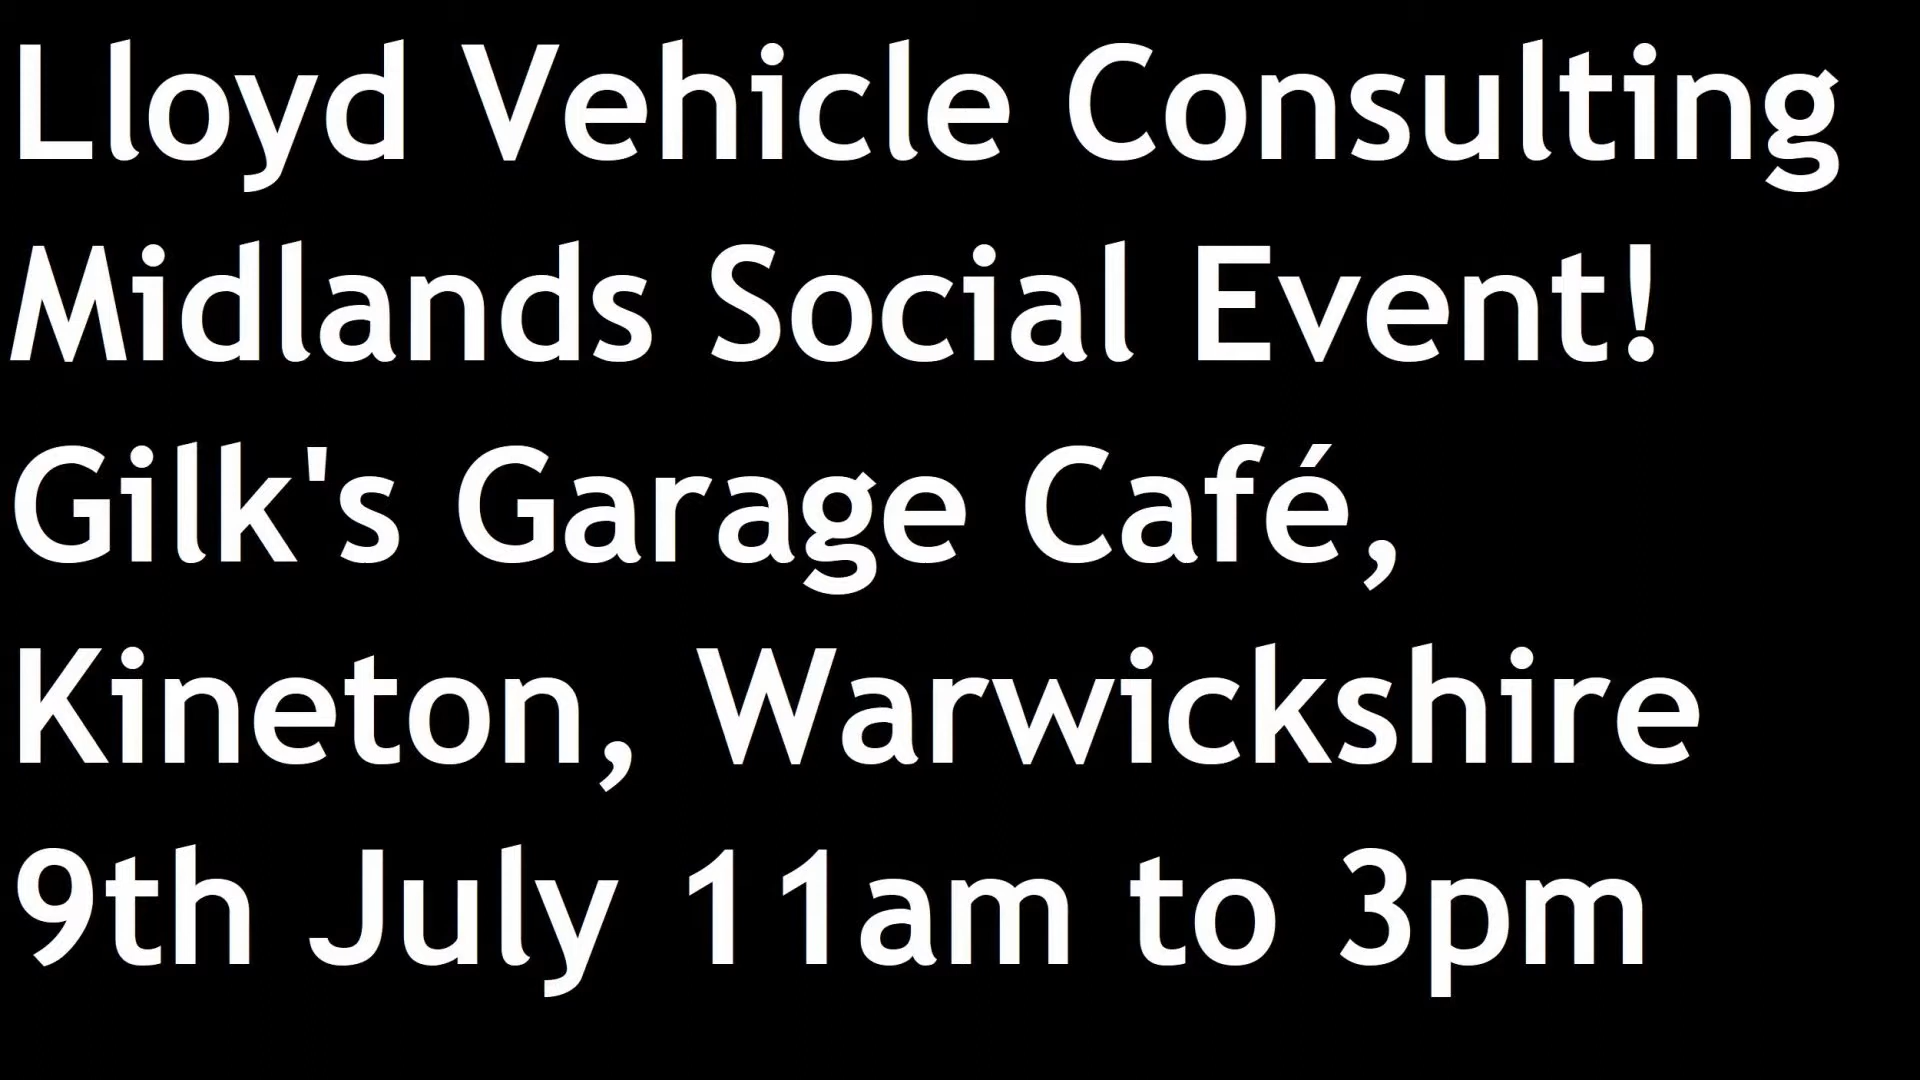 Lloyd Vehicle Consulting
Midlands Social Event!
Gilk's Garage Café,
Kineton, Warwickshire
9th July 11am to 3pm